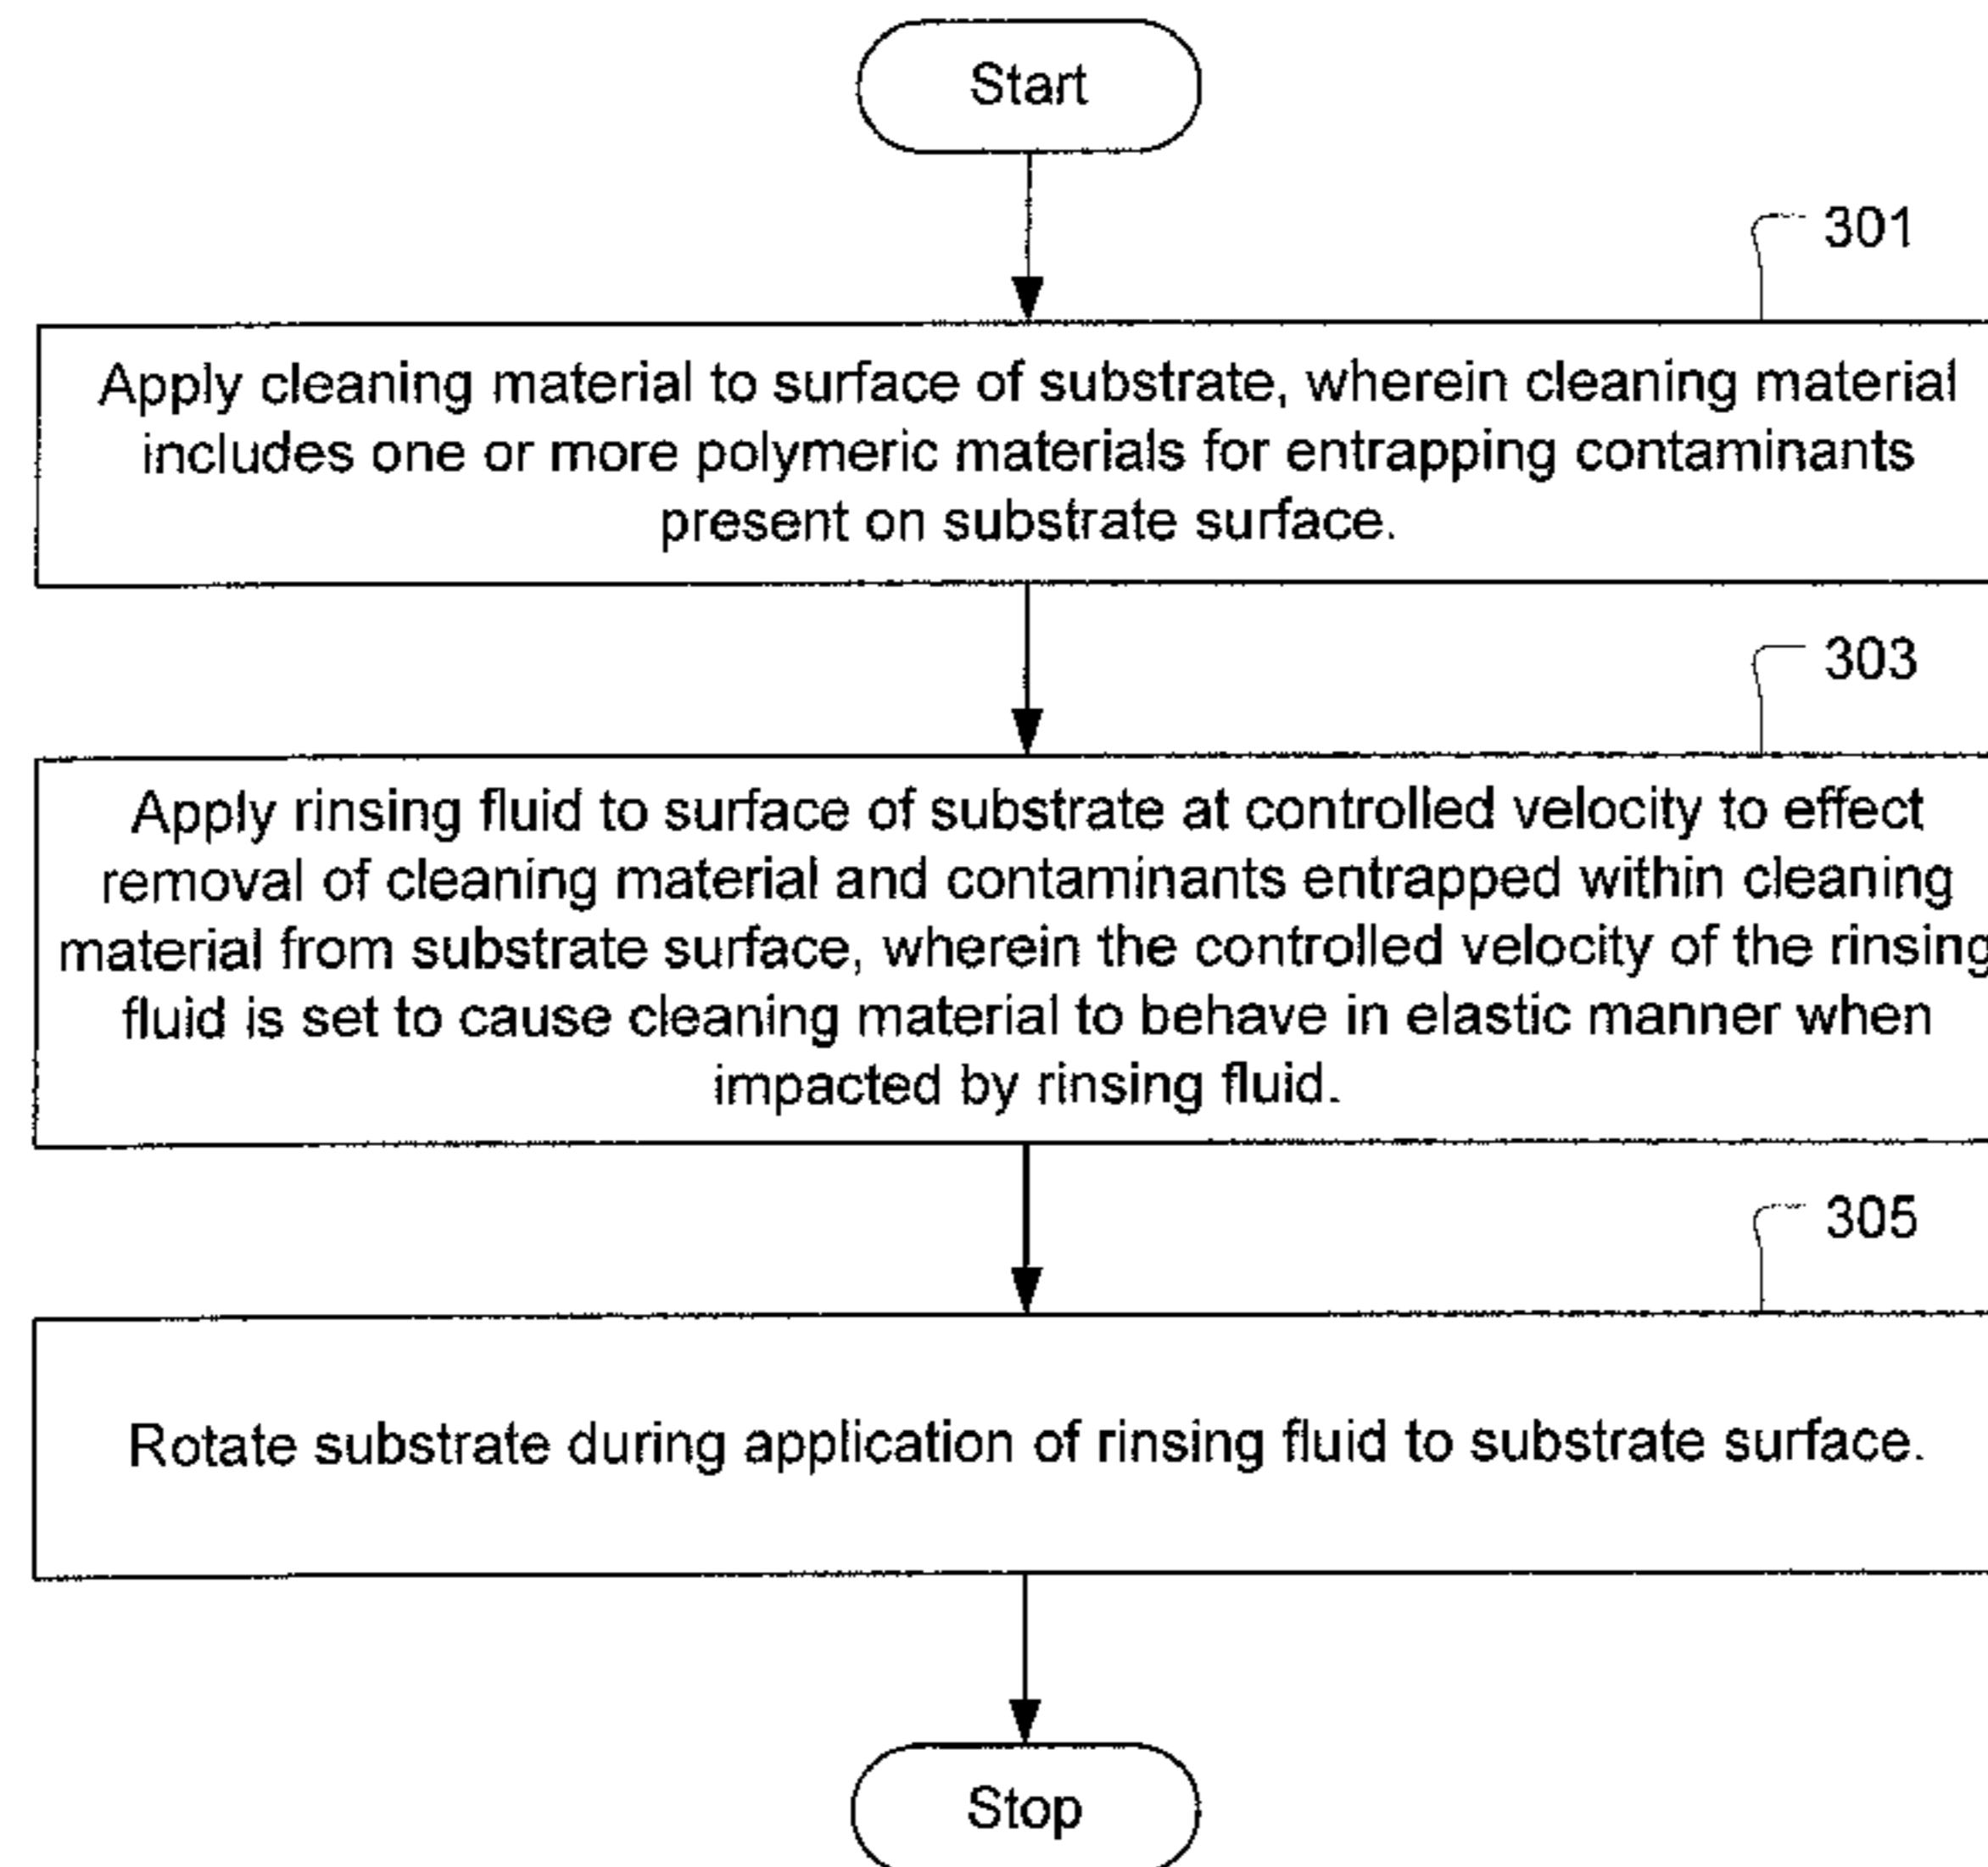 Start
301
Apply cleaning material to surface of substrate, wherein cleaning material
includes one or more polymeric materials for entrapping contaminants
present on substrate surface.
303
Apply rinsing fluid to surface of substrate at controlled velocity to effect
removal of cleaning material and contaminants entrapped within cleaning
material from substrate surface, wherein the controlled velocity of the rinsing
fluid is set to cause cleaning material to behave in elastic manner when
impacted by rinsing fluid.
305
Rotate substrate during application of rinsing fluid to substrate surface.
Stop